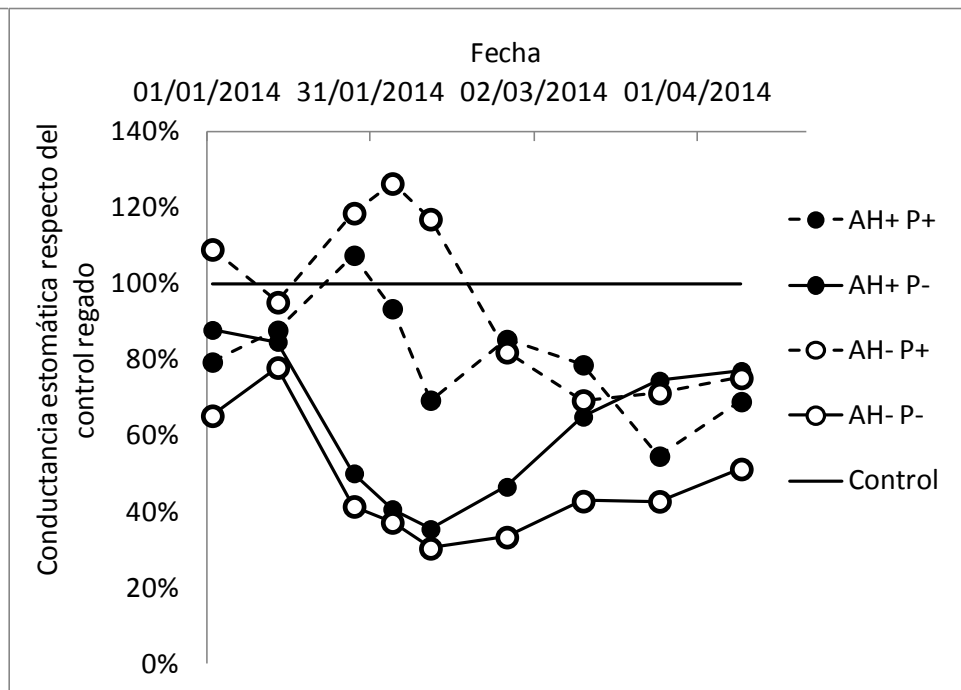 Fecha
01/01/2014 31/01/2014 02/03/2014 01/04/2014
Conductancia estomática respecto del
control regado
140%
120%
100%
80%
60%
40%
20%
0%
AH+ P+
AH+ P-
AH- P+
AH- P-
Control